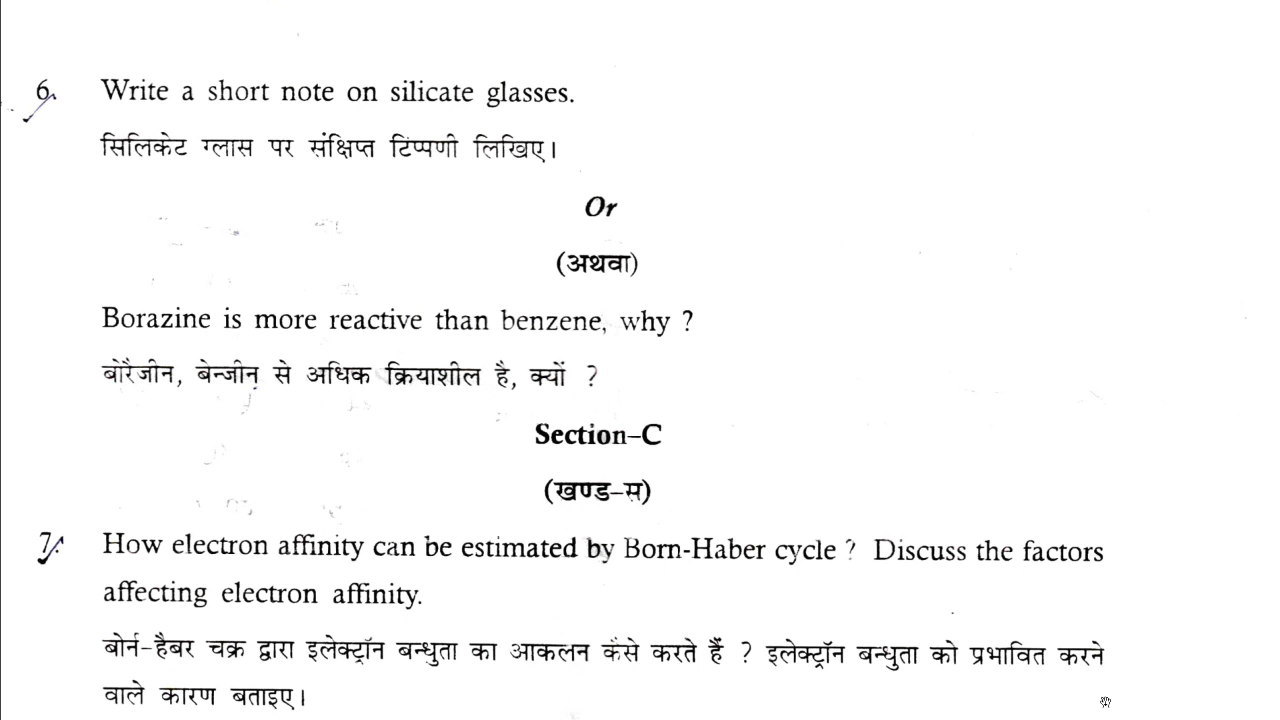 6. Write a short note on silicate glasses.
सिलिकेट ग्लास पर संक्षिप्त टिप्पणी लिखिए।
Or
(अथवा)
Borazine is more reactive than benzene, why ?
बोरैजीन, बेन्जीन से अधिक क्रियाशील है, क्यों ?
Section–C
(खण्ड–स)
7. How electron affinity can be estimated by Born-Haber cycle ? Discuss the factors
affecting electron affinity.
बोर्न-हैबर चक्र द्वारा इलेक्ट्रॉन बन्धुता का आकलन कैसे करते हैं ? इलेक्ट्रॉन बन्धुता को प्रभावित करने
वाले कारण बताइए।